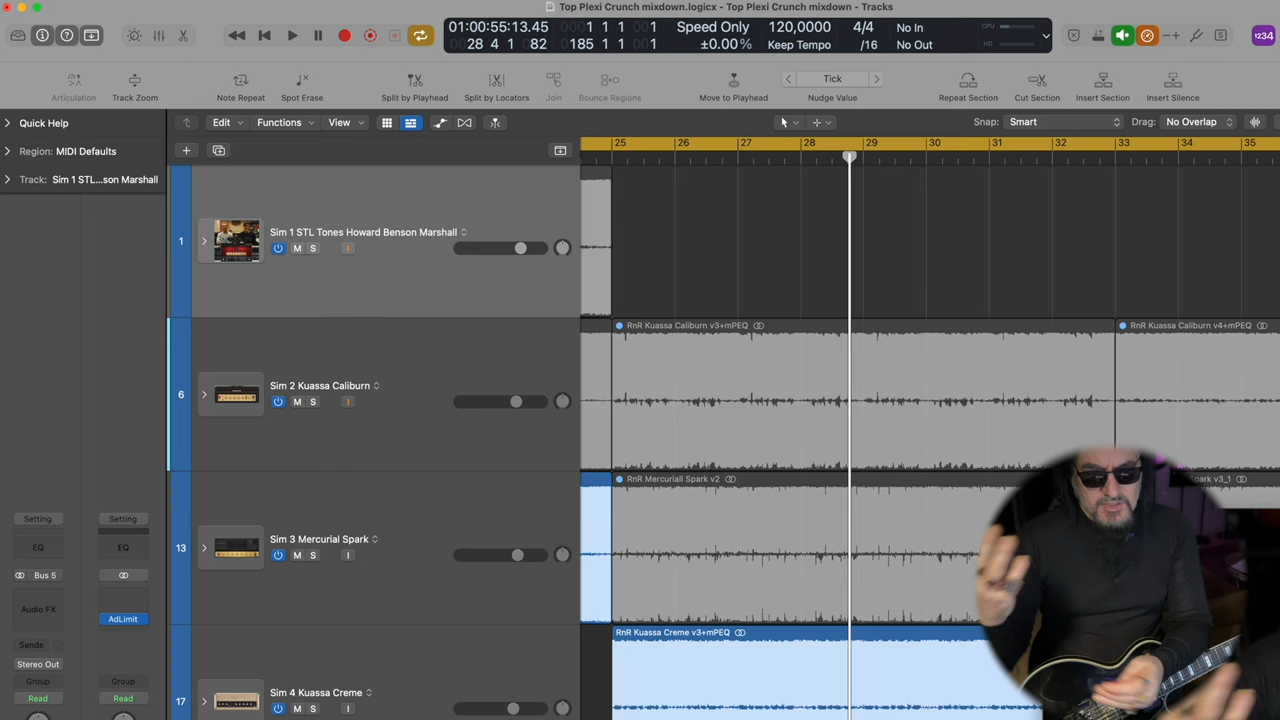 Top Plexi Crunch mixdown.logicx - Top Plexi Crunch mixdown - Tracks
01:00:55:13.45
28 4 1 82
1 1 1 1
185 1 1 1
Speed Only
±0.00%
120,0000
Keep Tempo
4/4
/16
No In
No Out
CPU
HD
1234
Articulation
Track Zoom
Note Repeat
Spot Erase
Split by Playhead
Split by Locators
Join
Bounce Regions
Move to Playhead
Tick
Nudge Value
Repeat Section
Cut Section
Insert Section
Insert Silence
Quick Help
Edit
Functions
View
Snap: Smart
Drag: No Overlap
Region: MIDI Defaults
Track: Sim 1 STL...son Marshall
25 26 27 28 29 30 31 32 33 34 35
1
Sim 1 STL Tones Howard Benson Marshall
M S I
RnR Kuassa Caliburn v3+mPEQ
RnR Kuassa Caliburn v4+mPEQ
6
Sim 2 Kuassa Caliburn
M S I
RnR Mercuriall Spark v2
park v3_1
13
Sim 3 Mercurial Spark
M S I
RnR Kuassa Creme v3+mPEQ
17
Sim 4 Kuassa Creme
M S I
Setting
Setting
EQ
EQ
Bus 5
Audio FX
AdLimit
Sends
Stereo Out
Group
Group
Read
Read